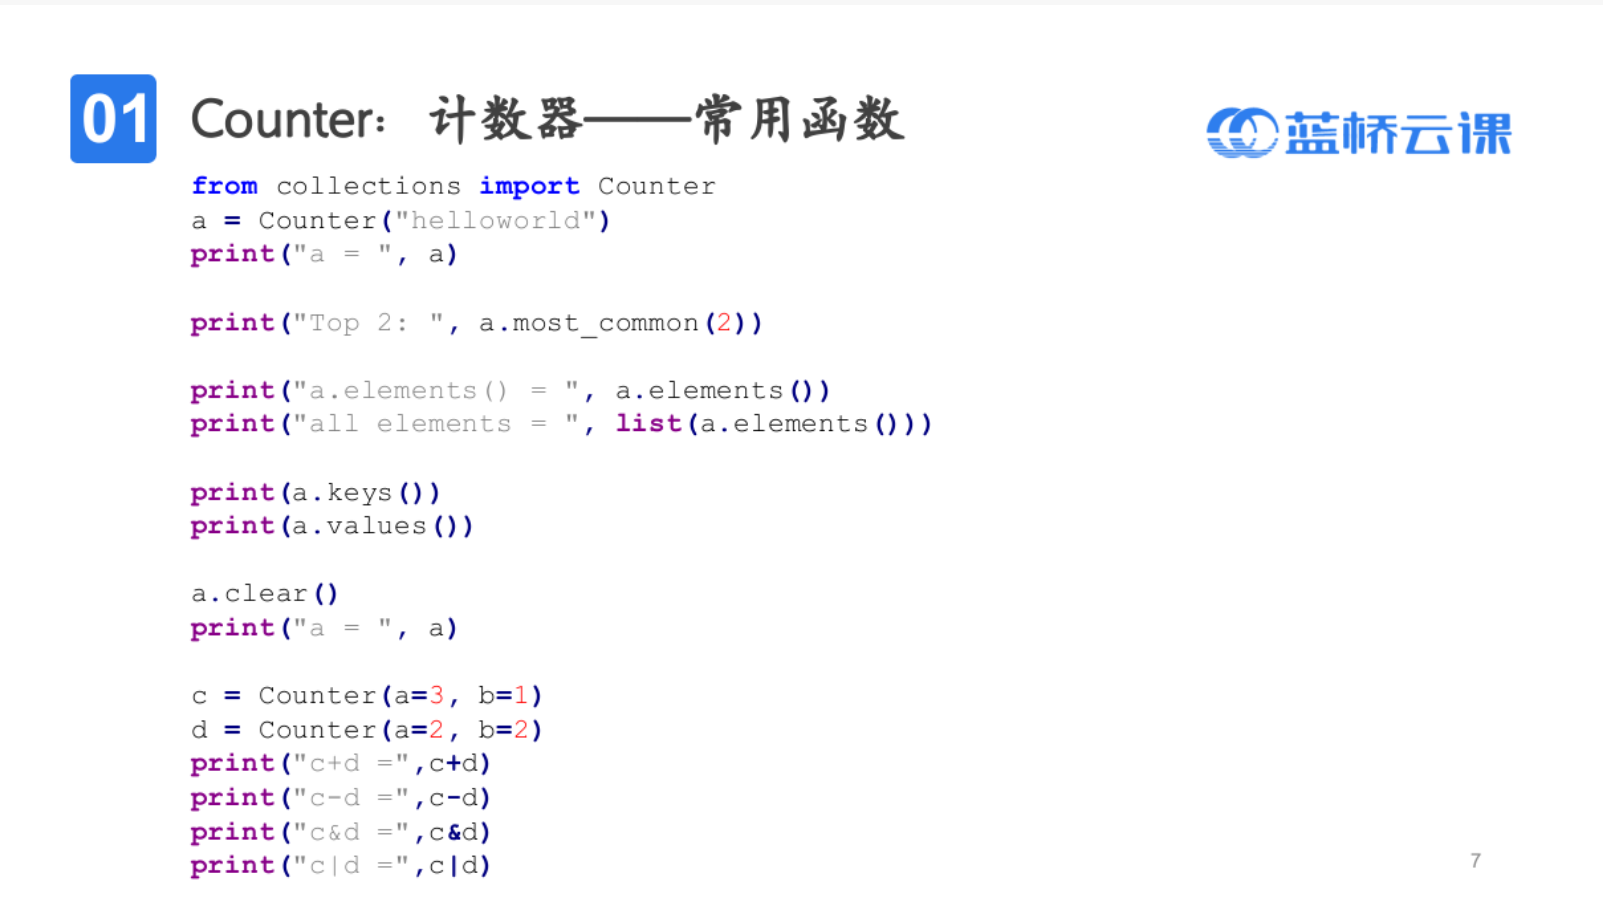 01 Counter: 计数器——常用函数
蓝桥云课
from collections import Counter
a = Counter("helloworld")
print("a = ", a)
print("Top 2: ", a.most_common(2))
print("a.elements() = ", a.elements())
print("all elements = ", list(a.elements()))
print(a.keys())
print(a.values())
a.clear()
print("a = ", a)
c = Counter(a=3, b=1)
d = Counter(a=2, b=2)
print("c+d =",c+d)
print("c-d =",c-d)
print("c&d =",c&d)
print("c|d =",c|d)
7